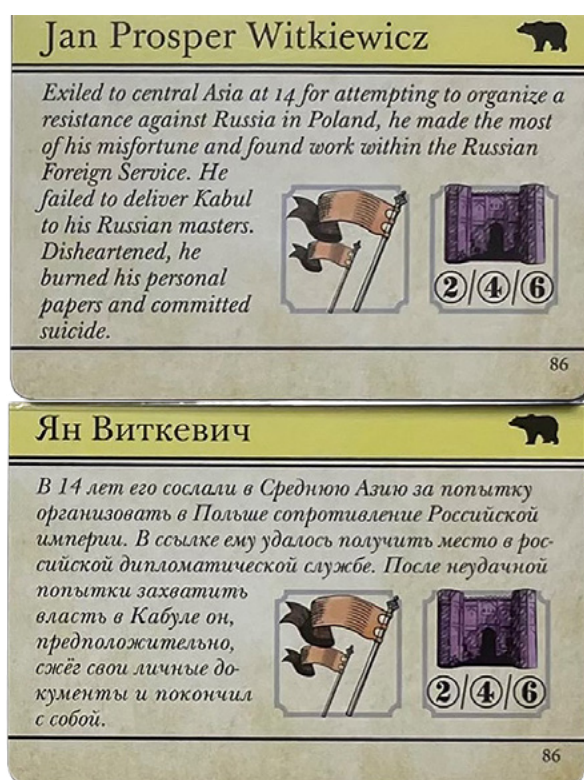 Jan Prosper Witkiewicz
Exiled to central Asia at 14 for attempting to organize a
resistance against Russia in Poland, he made the most
of his misfortune and found work within the Russian
Foreign Service. He
failed to deliver Kabul
to his Russian masters.
Disheartened, he
burned his personal
papers and committed
suicide.
2/4/6
86
Ян Виткевич
В 14 лет его сослали в Среднюю Азию за попытку
организовать в Польше сопротивление Российской
империи. В ссылке ему удалось получить место в рос-
сийской дипломатической службе. После неудачной
попытки захватить
власть в Кабуле он,
предположительно,
сжёг свои личные до-
кументы и покончил
с собой.
2/4/6
86